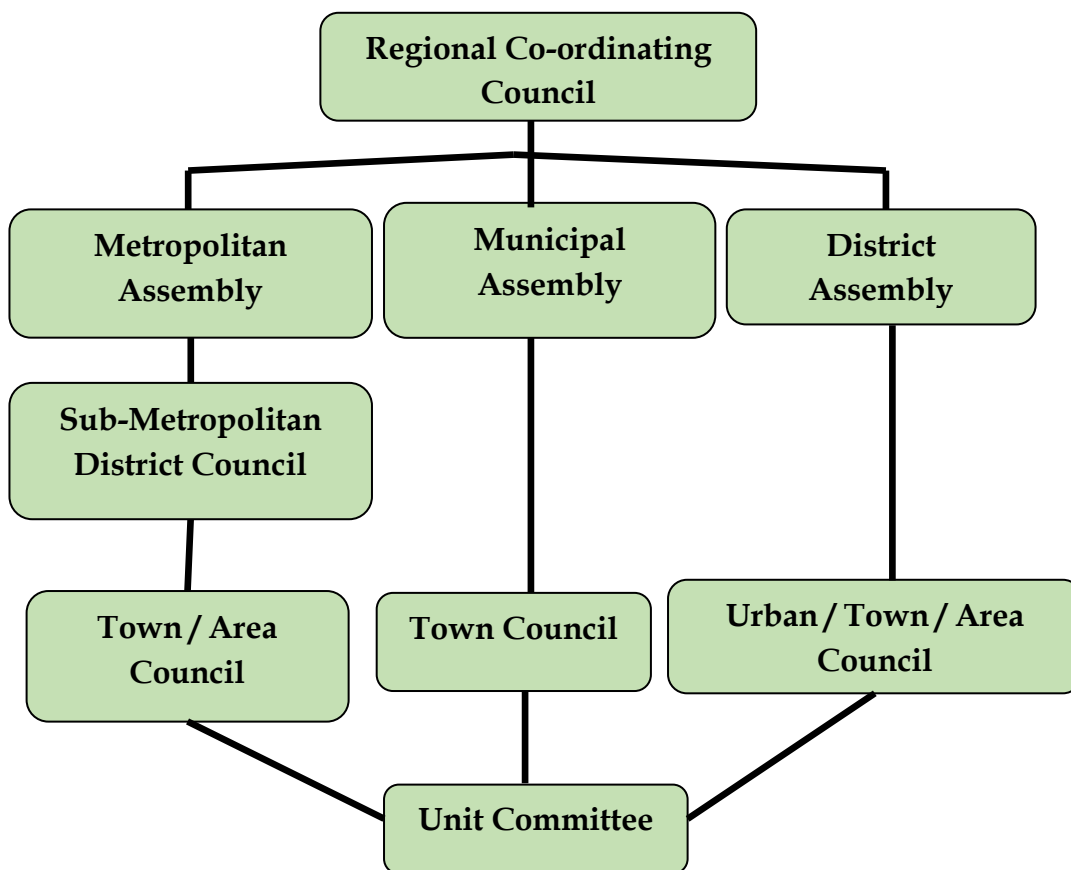 Regional Co-ordinating
Council
Metropolitan
Assembly
Municipal
Assembly
District
Assembly
Sub-Metropolitan
District Council
Town / Area
Council
Town Council
Urban / Town / Area
Council
Unit Committee